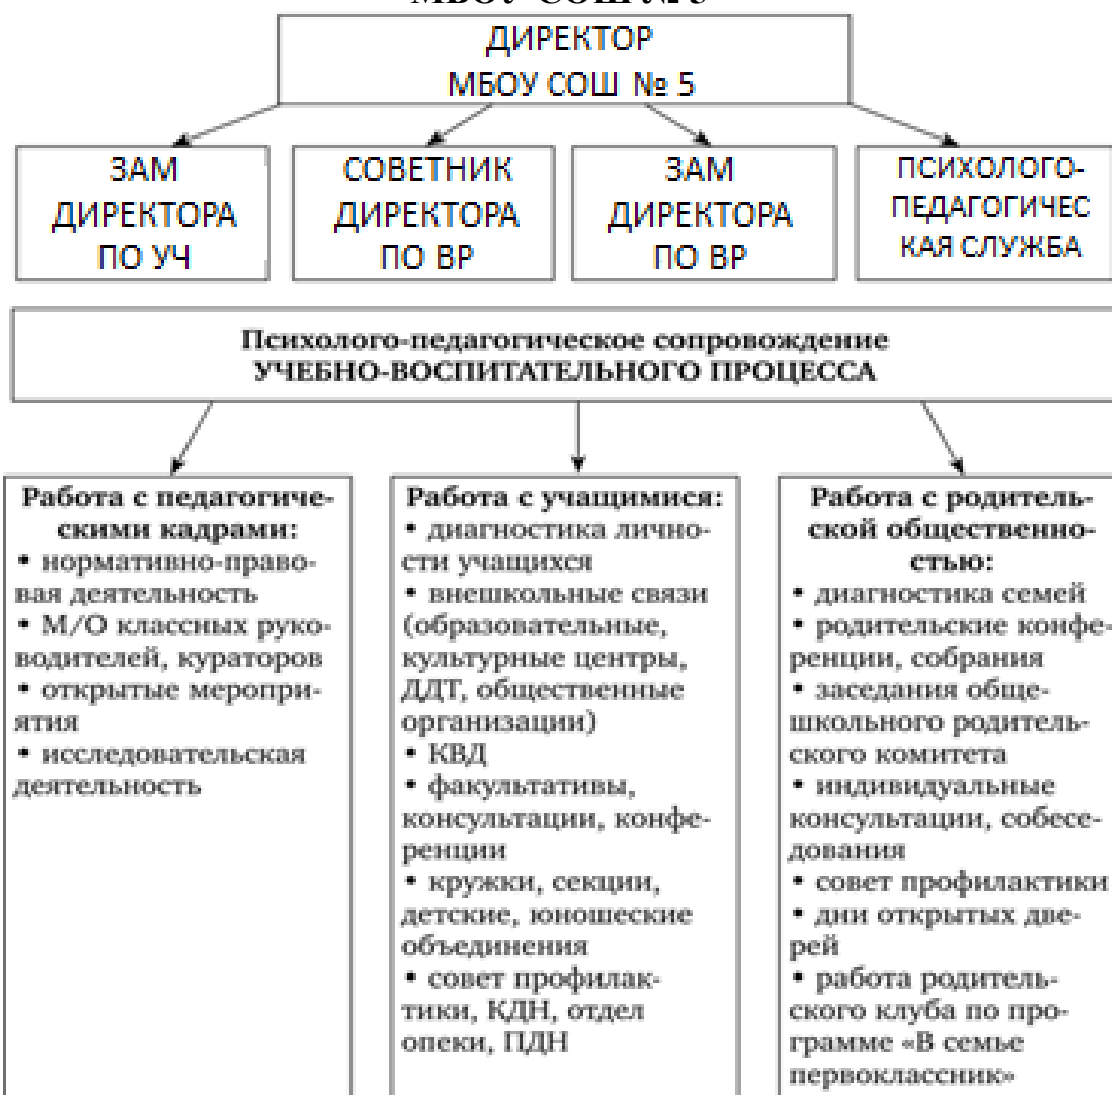 МБОУ СОШ № 5
ДИРЕКТОР
МБОУ СОШ № 5
ЗАМ
ДИРЕКТОРА
ПО УЧ
СОВЕТНИК
ДИРЕКТОРА
ПО ВР
ЗАМ
ДИРЕКТОРА
ПО ВР
ПСИХОЛОГО-
ПЕДАГОГИЧЕС
КАЯ СЛУЖБА
Психолого-педагогическое сопровождение
УЧЕБНО-ВОСПИТАТЕЛЬНОГО ПРОЦЕССА
Работа с педагогиче-
скими кадрами:
• нормативно-право-
вая деятельность
• М/О классных руко-
водителей, кураторов
• открытые меропри-
ятия
• исследовательская
деятельность
Работа с учащимися:
• диагностика лично-
сти учащихся
• внешкольные связи
(образовательные,
культурные центры,
ДДТ, общественные
организации)
• КВД
• факультативы,
консультации, конфе-
ренции
• кружки, секции,
детские, юношеские
объединения
• совет профилак-
тики, КДН, отдел
опеки, ПДН
Работа с родитель-
ской общественно-
стью:
• диагностика семей
• родительские конфе-
ренции, собрания
• заседания обще-
школьного родитель-
ского комитета
• индивидуальные
консультации, собесе-
дования
• совет профилактики
• дни открытых две-
рей
• работа родитель-
ского клуба по про-
грамме «В семье
первоклассник»